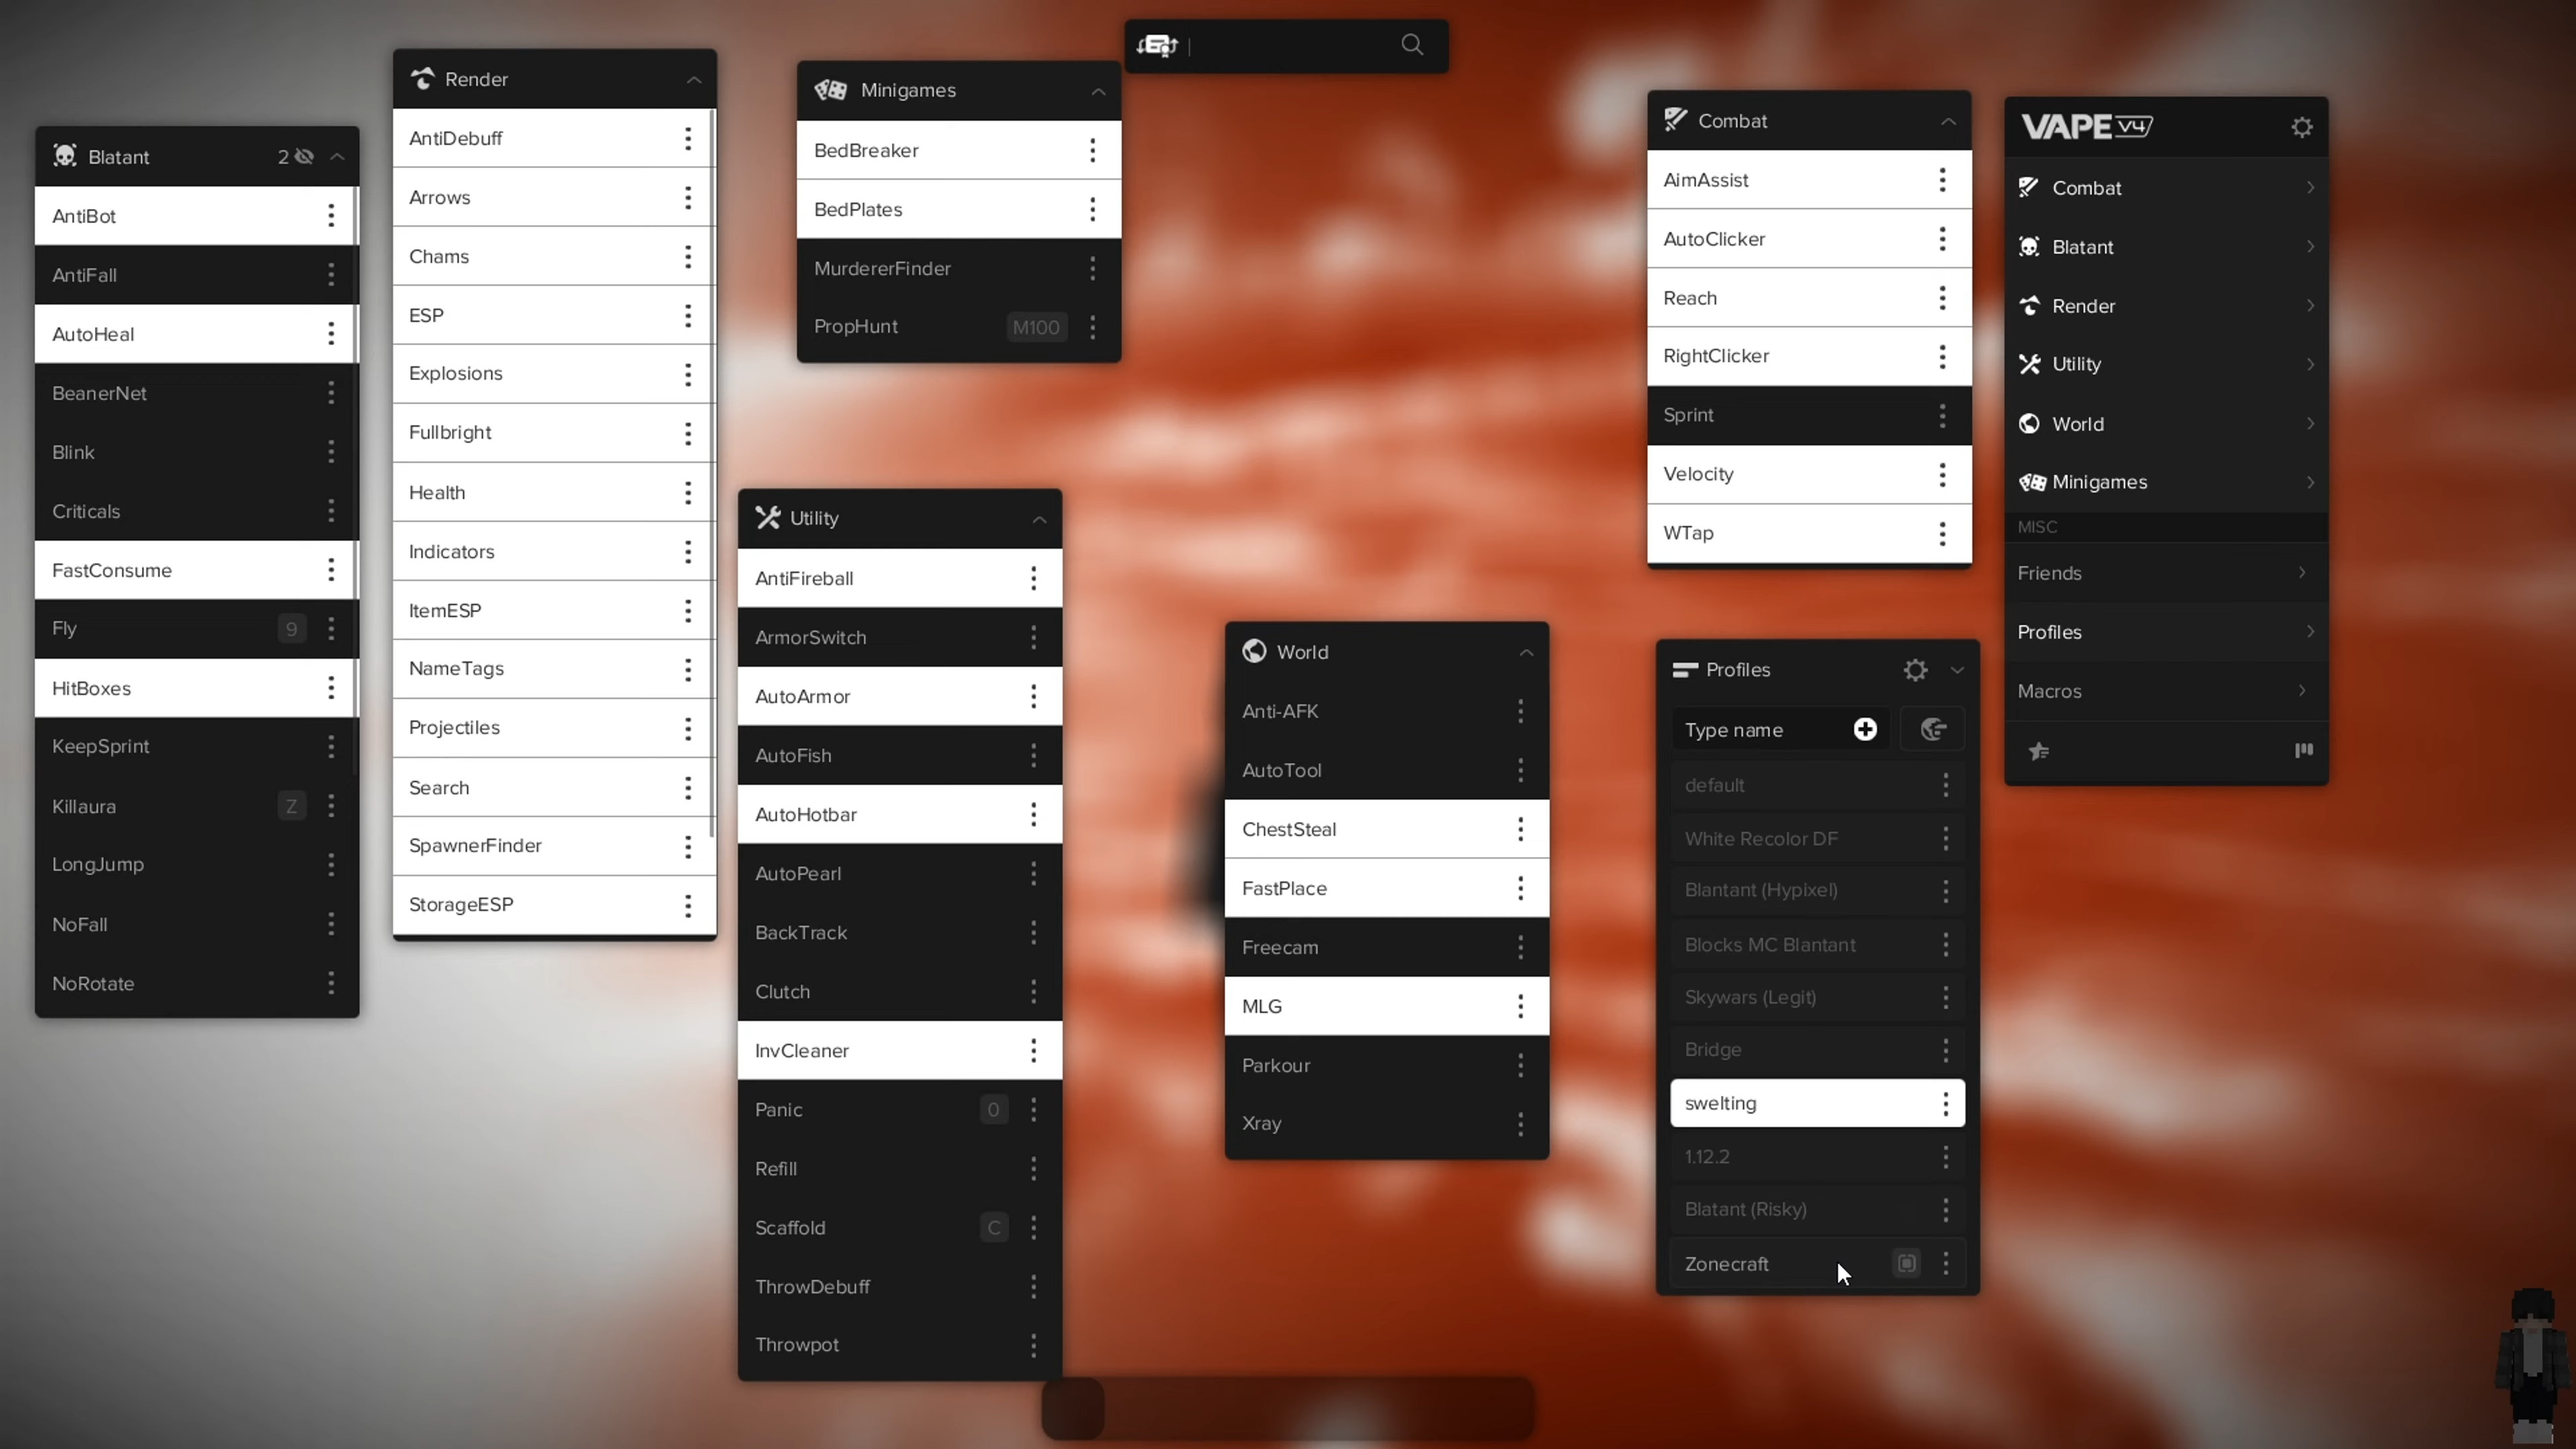 Blatant 2
AntiBot
AntiFall
AutoHeal
BeanerNet
Blink
Criticals
FastConsume
Fly 9
HitBoxes
KeepSprint
Killaura Z
LongJump
NoFall
NoRotate
Render
AntiDebuff
Arrows
Chams
ESP
Explosions
Fullbright
Health
Indicators
ItemESP
NameTags
Projectiles
Search
SpawnerFinder
StorageESP
Minigames
BedBreaker
BedPlates
MurdererFinder
PropHunt M100
Utility
AntiFireball
ArmorSwitch
AutoArmor
AutoFish
AutoHotbar
AutoPearl
BackTrack
Clutch
InvCleaner
Panic 0
Refill
Scaffold C
ThrowDebuff
Throwpot
World
Anti-AFK
AutoTool
ChestSteal
FastPlace
Freecam
MLG
Parkour
Xray
Combat
AimAssist
AutoClicker
Reach
RightClicker
Sprint
Velocity
WTap
Profiles
Type name
default
White Recolor DF
Blantant (Hypixel)
Blocks MC Blantant
Skywars (Legit)
Bridge
swelting
1.12.2
Blatant (Risky)
Zonecraft
VAPE V4
Combat
Blatant
Render
Utility
World
Minigames
MISC
Friends
Profiles
Macros